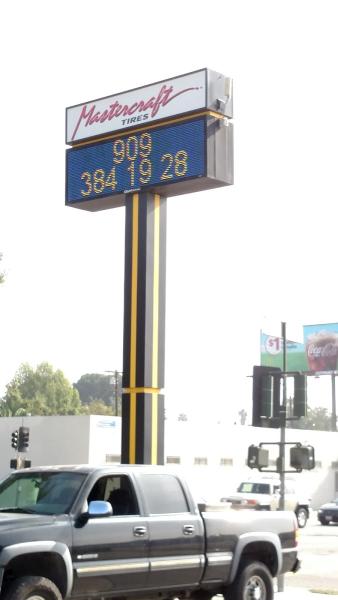 Mastercraft
TIRES
909
384 19 28
$1
Coca-Cola